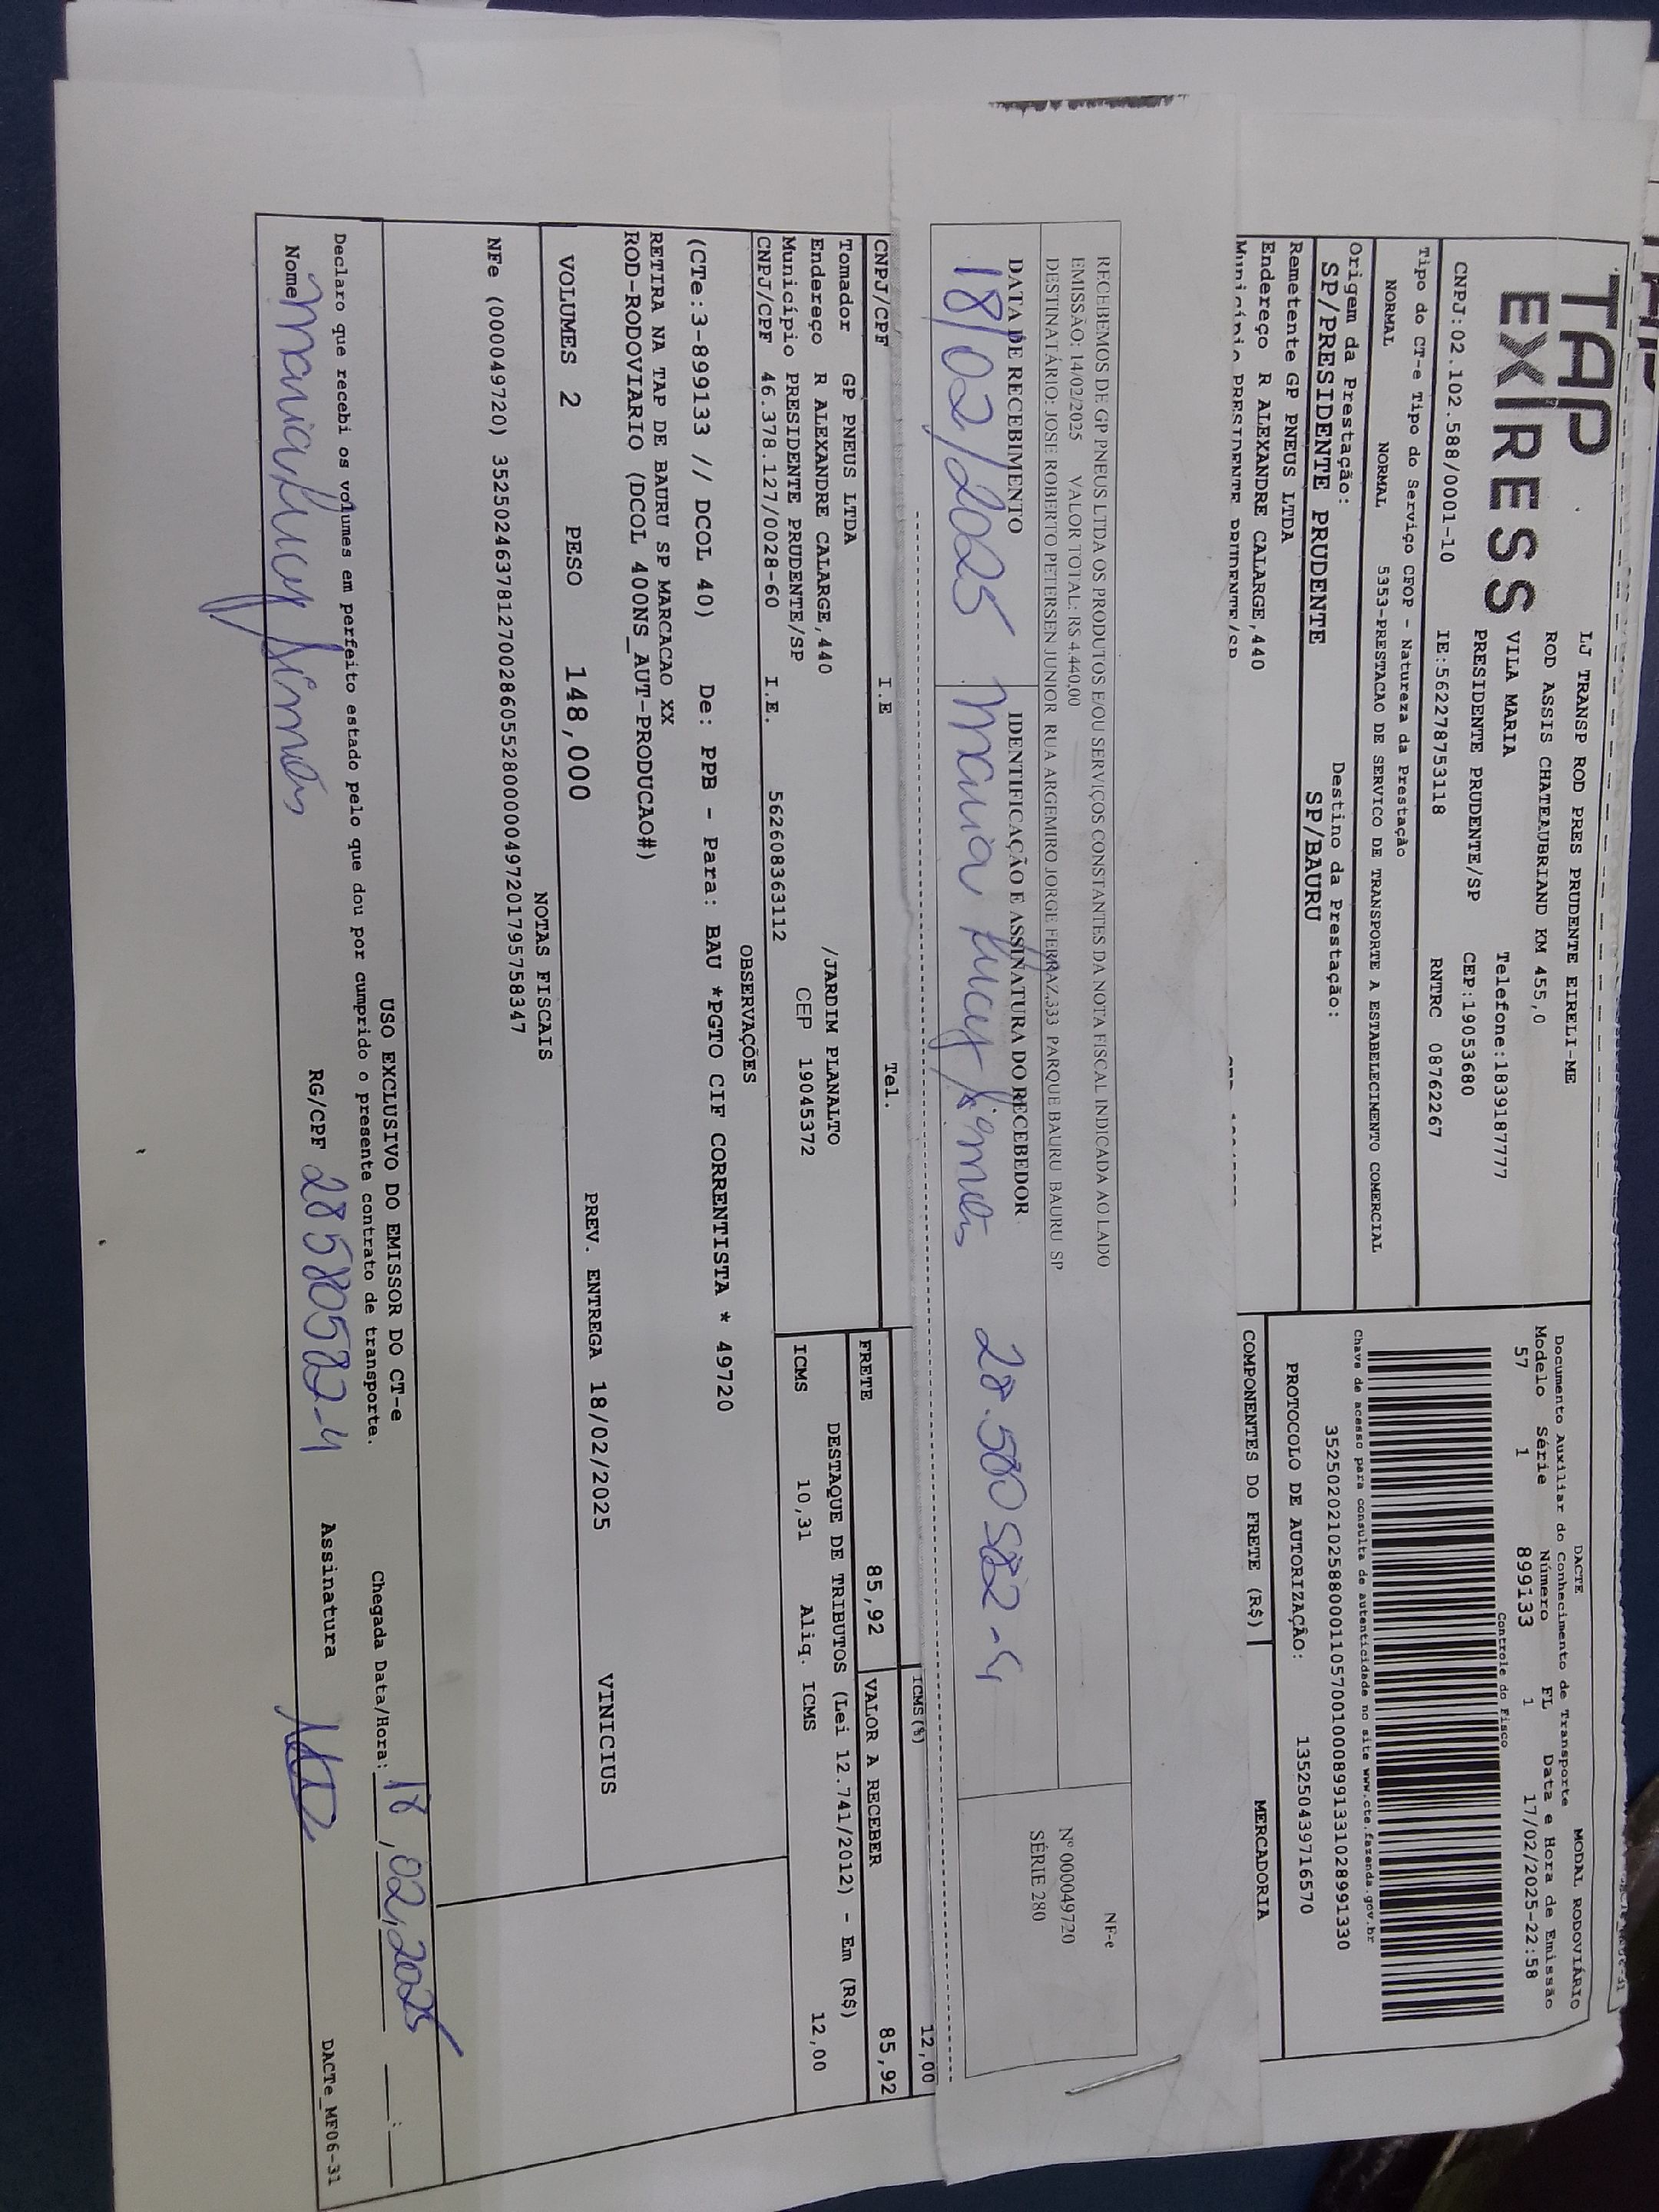 TAP
EXPRESS
LJ TRANSP ROD PRES PRUDENTE EIRELI-ME
ROD ASSIS CHATEAUBRIAND KM 455,0
VILA MARIA Telefone:1839187777
PRESIDENTE PRUDENTE/SP CEP:19053680
CNPJ:02.102.588/0001-10 IE:562278753118 RNTRC 08762267
Tipo do CT-e Tipo do Serviço CFOP - Natureza da Prestação
NORMAL NORMAL 5353-PRESTACAO DE SERVICO DE TRANSPORTE A ESTABELECIMENTO COMERCIAL
Origem da Prestação: Destino da Prestação:
SP/PRESIDENTE PRUDENTE SP/BAURU
Remetente GP PNEUS LTDA
Endereço R ALEXANDRE CALARGE,440
Município PRESIDENTE PRUDENTE/SP
DACTE MODAL RODOVIÁRIO
Documento Auxiliar do Conhecimento de Transporte
Modelo Série Número FL Data e Hora de Emissão
57 1 899133 1 17/02/2025-22:58
Controle do Fisco
Chave de acesso para consulta de autenticidade no site www.cte.fazenda.gov.br
35250202102588000110570010008991331028991330
PROTOCOLO DE AUTORIZAÇÃO: 135250439716570
COMPONENTES DO FRETE (R$) MERCADORIA
RECEBEMOS DE GP PNEUS LTDA OS PRODUTOS E/OU SERVIÇOS CONSTANTES DA NOTA FISCAL INDICADA AO LADO
EMISSÃO: 14/02/2025 VALOR TOTAL: R$ 4.440,00
DESTINATÁRIO: JOSE ROBERTO PETERSEN JUNIOR RUA ARGEMIRO JORGE FERRAZ,333 PARQUE BAURU BAURU SP
DATA DE RECEBIMENTO IDENTIFICAÇÃO E ASSINATURA DO RECEBEDOR
18/02/2025 Maria Lucy 28.580582-4
NF-e
Nº 000049720
SÉRIE 280
ICMS(%) 12,00
CNPJ/CPF I.E Tel.
FRETE 85,92 VALOR A RECEBER 85,92
Tomador GP PNEUS LTDA
Endereço R ALEXANDRE CALARGE,440 /JARDIM PLANALTO
Município PRESIDENTE PRUDENTE/SP CEP 19045372
CNPJ/CPF 46.378.127/0028-60 I.E. 562608363112
DESTAQUE DE TRIBUTOS (Lei 12.741/2012) - Em (R$)
ICMS 10,31 Aliq. ICMS 12,00
OBSERVAÇÕES
(CTe:3-899133 // DCOL 40) De: PPB - Para: BAU *PGTO CIF CORRENTISTA * 49720
RETIRA NA TAP DE BAURU SP MARCACAO XX
ROD-RODOVIARIO (DCOL 400NS_AUT-PRODUCAO#)
VINICIUS
VOLUMES 2 PESO 148,000 PREV. ENTREGA 18/02/2025
NOTAS FISCAIS
NFe (000049720) 35250246378127002860552800000497201795758347
USO EXCLUSIVO DO EMISSOR DO CT-e
Declaro que recebi os volumes em perfeito estado pelo que dou por cumprido o presente contrato de transporte.
Chegada Data/Hora: 18,02,2025
Nome Maria Lucy RG/CPF 28580582-4 Assinatura
DACTe_MF06-31